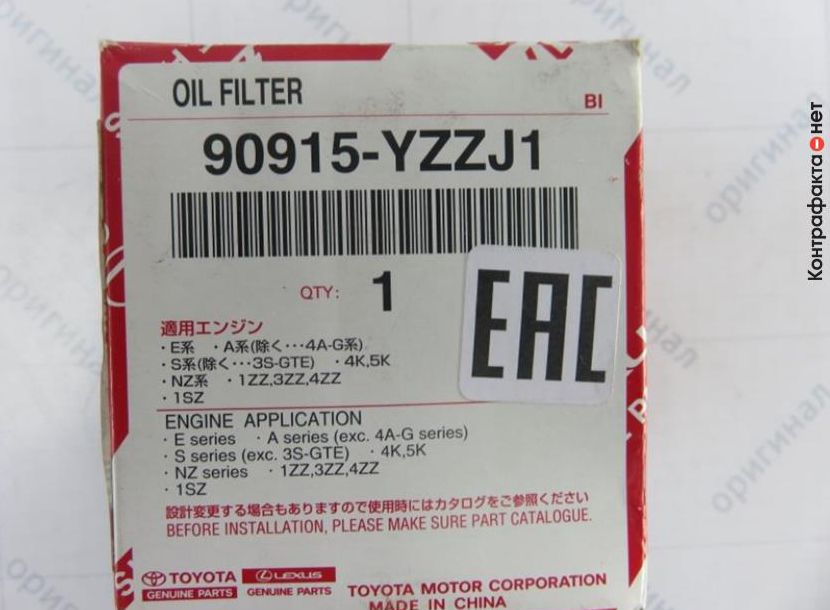 OIL FILTER
BI
90915-YZZJ1
QTY: 1
EAC
適用エンジン
・E系 ・A系(除く…4A-G系)
・S系(除く…3S-GTE) ・4K,5K
・NZ系 ・1ZZ,3ZZ,4ZZ
・1SZ
ENGINE APPLICATION
・E series ・A series (exc. 4A-G series)
・S series (exc. 3S-GTE) ・4K,5K
・NZ series ・1ZZ,3ZZ,4ZZ
・1SZ
設計変更する場合もありますので使用時にはカタログをご参照ください
BEFORE INSTALLATION, PLEASE MAKE SURE PART CATALOGUE.
TOYOTA
GENUINE PARTS
LEXUS
GENUINE PARTS
TOYOTA MOTOR CORPORATION
MADE IN CHINA
Контрафакта нет
оригинал
оригинал
оригинал
оригинал